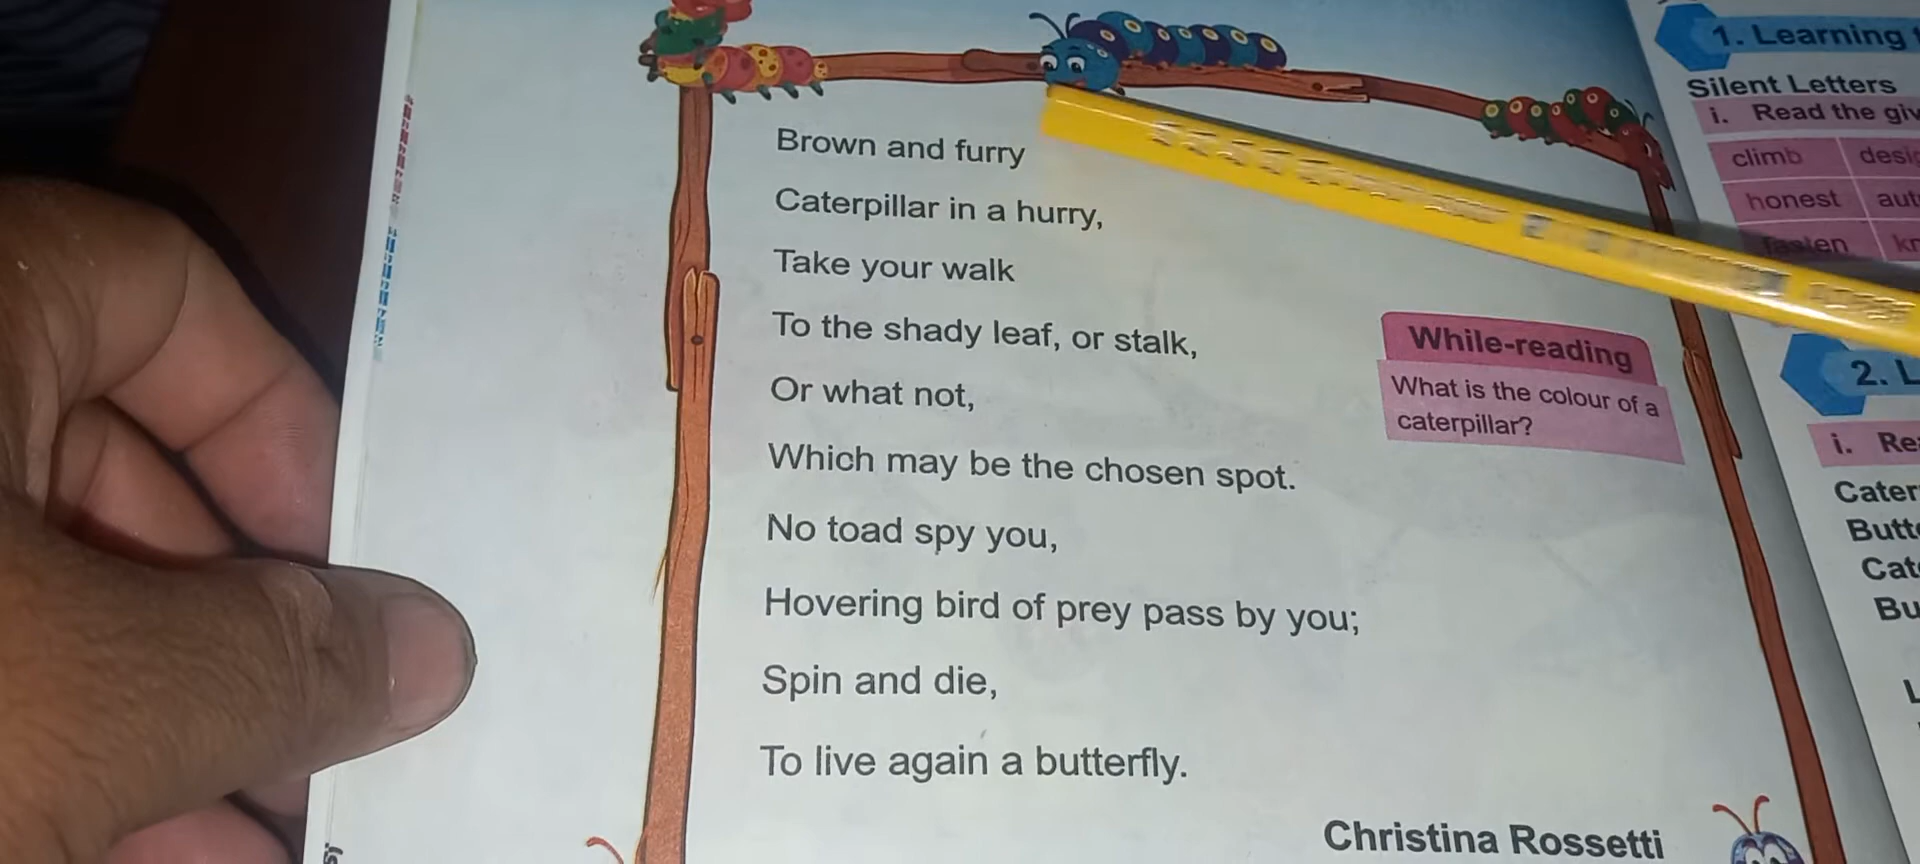 Brown and furry
Caterpillar in a hurry,
Take your walk
To the shady leaf, or stalk,
Or what not,
Which may be the chosen spot.
No toad spy you,
Hovering bird of prey pass by you;
Spin and die,
To live again a butterfly.
Christina Rossetti
While-reading
What is the colour of a
caterpillar?
1. Learning
Silent Letters
i. Read the
climb
honest
fasten
2.
i.